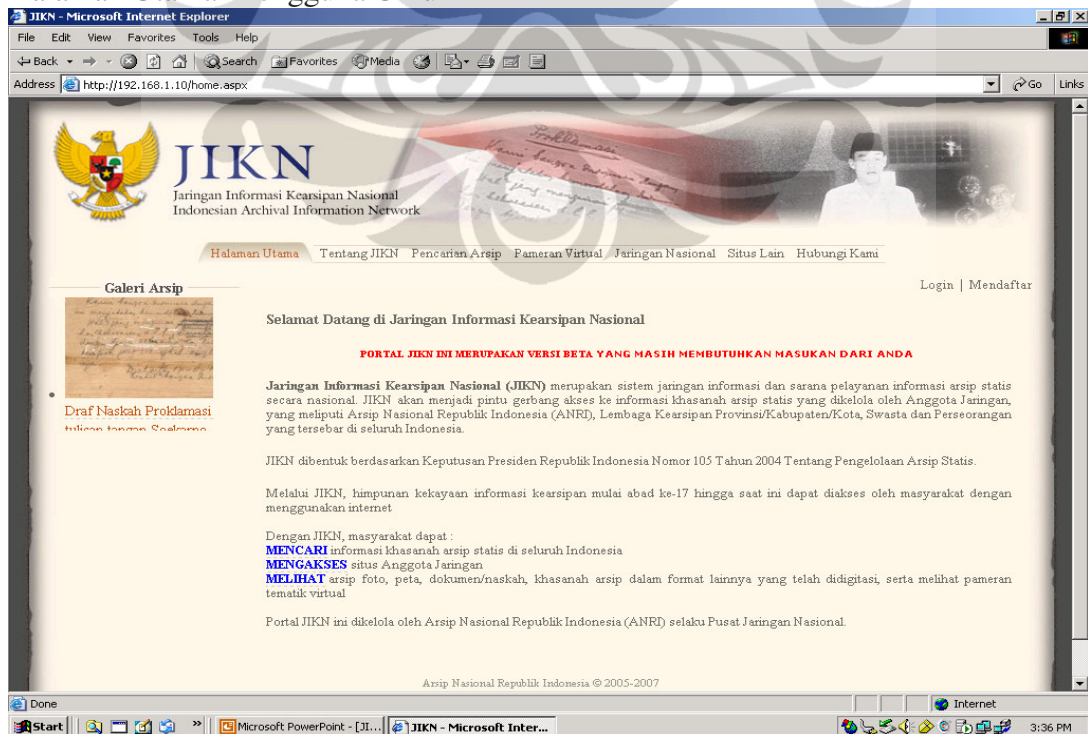 JIKN - Microsoft Internet Explorer
File Edit View Favorites Tools Help
Back Search Favorites Media
Address http://192.168.1.10/home.aspx Go Links
JIKN
Jaringan Informasi Kearsipan Nasional
Indonesian Archival Information Network
Proklamasi
Halaman Utama Tentang JIKN Pencarian Arsip Pameran Virtual Jaringan Nasional Situs Lain Hubungi Kami
Login | Mendaftar
Galeri Arsip
Draf Naskah Proklamasi
tulisan tangan Soekarno
Selamat Datang di Jaringan Informasi Kearsipan Nasional
PORTAL JIKN INI MERUPAKAN VERSI BETA YANG MASIH MEMBUTUHKAN MASUKAN DARI ANDA
Jaringan Informasi Kearsipan Nasional (JIKN) merupakan sistem jaringan informasi dan sarana pelayanan informasi arsip statis
secara nasional. JIKN akan menjadi pintu gerbang akses ke informasi khasanah arsip statis yang dikelola oleh Anggota Jaringan,
yang meliputi Arsip Nasional Republik Indonesia (ANRI), Lembaga Kearsipan Provinsi/Kabupaten/Kota, Swasta dan Perseorangan
yang tersebar di seluruh Indonesia.
JIKN dibentuk berdasarkan Keputusan Presiden Republik Indonesia Nomor 105 Tahun 2004 Tentang Pengelolaan Arsip Statis.
Melalui JIKN, himpunan kekayaan informasi kearsipan mulai abad ke-17 hingga saat ini dapat diakses oleh masyarakat dengan
menggunakan internet
Dengan JIKN, masyarakat dapat :
MENCARI informasi khasanah arsip statis di seluruh Indonesia
MENGAKSES situs Anggota Jaringan
MELIHAT arsip foto, peta, dokumen/naskah, khasanah arsip dalam format lainnya yang telah didigitasi, serta melihat pameran
tematik virtual
Portal JIKN ini dikelola oleh Arsip Nasional Republik Indonesia (ANRI) selaku Pusat Jaringan Nasional.
Arsip Nasional Republik Indonesia © 2005-2007
Done Internet
Start » Microsoft PowerPoint - [JI... JIKN - Microsoft Inter... 3:36 PM